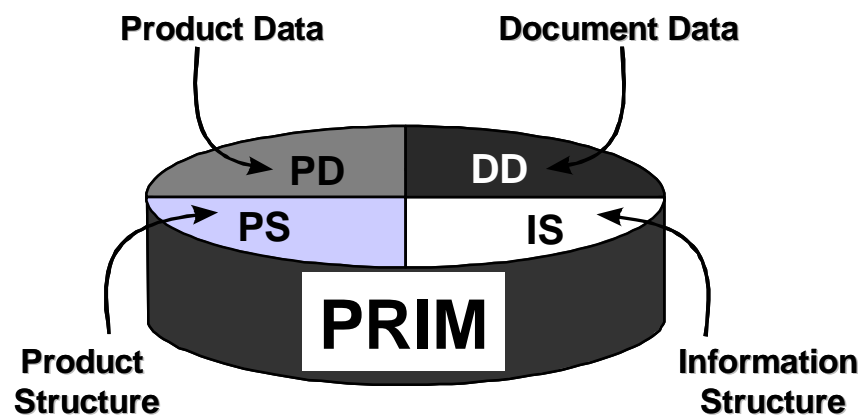 Product Data
Document Data
PD
DD
PS
IS
PRIM
Product
Structure
Information
Structure